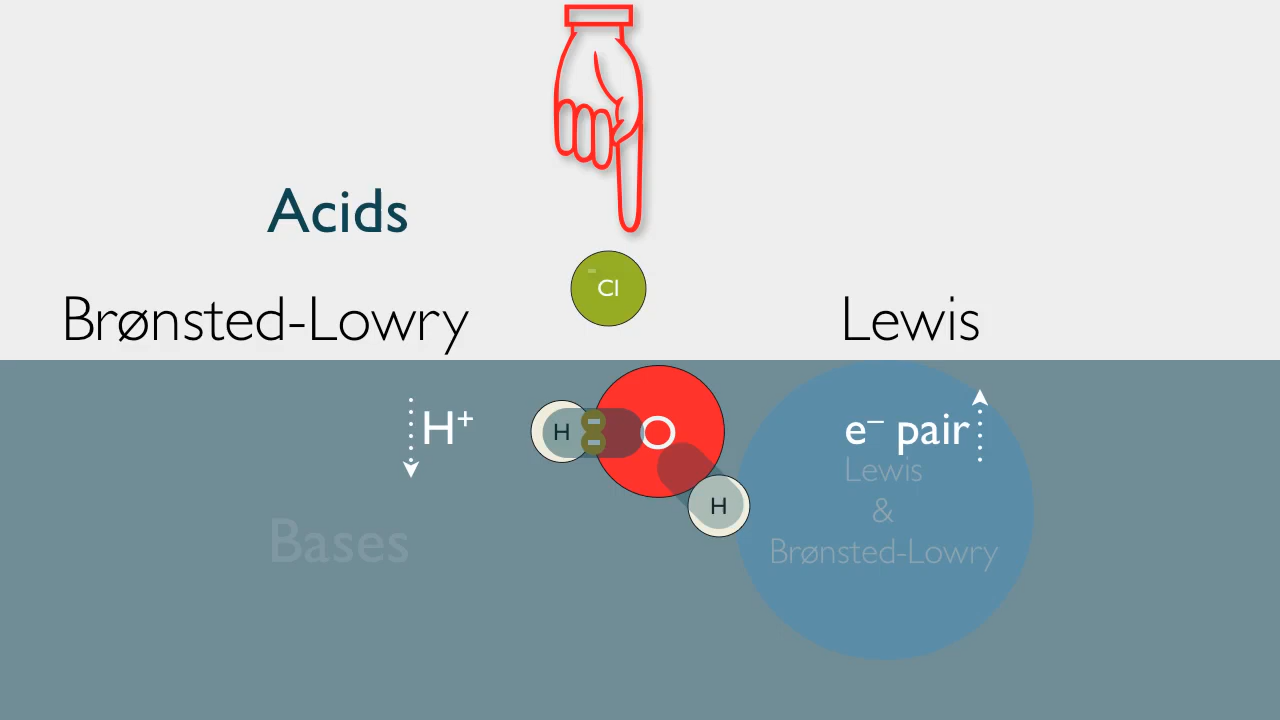 Acids
-
Cl
Brønsted-Lowry
Lewis
H⁺
H
O
H
e⁻ pair
Lewis
&
Brønsted-Lowry
Bases